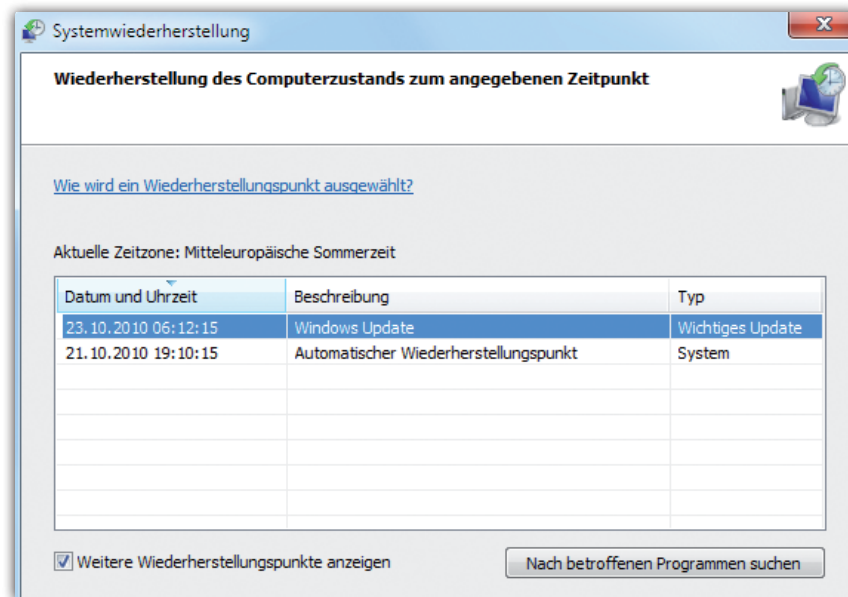 Systemwiederherstellung
Wiederherstellung des Computerzustands zum angegebenen Zeitpunkt
Wie wird ein Wiederherstellungspunkt ausgewählt?
Aktuelle Zeitzone: Mitteleuropäische Sommerzeit
Datum und Uhrzeit Beschreibung Typ
23.10.2010 06:12:15 Windows Update Wichtiges Update
21.10.2010 19:10:15 Automatischer Wiederherstellungspunkt System
Weitere Wiederherstellungspunkte anzeigen Nach betroffenen Programmen suchen